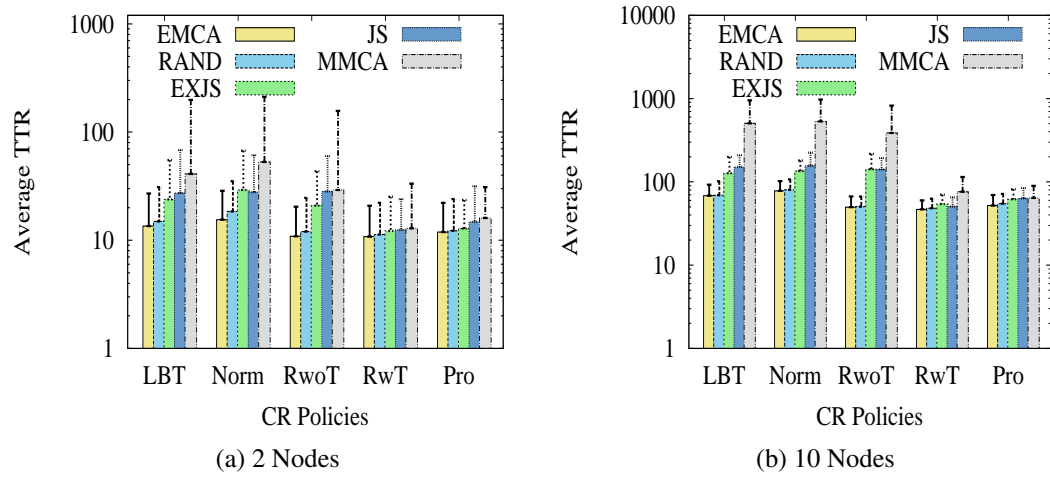 1000
100
10
1
Average TTR
EMCA
RAND
EXJS
JS
MMCA
LBT Norm RwoT RwT Pro
CR Policies
(a) 2 Nodes
10000
1000
100
10
1
Average TTR
EMCA
RAND
EXJS
JS
MMCA
LBT Norm RwoT RwT Pro
CR Policies
(b) 10 Nodes